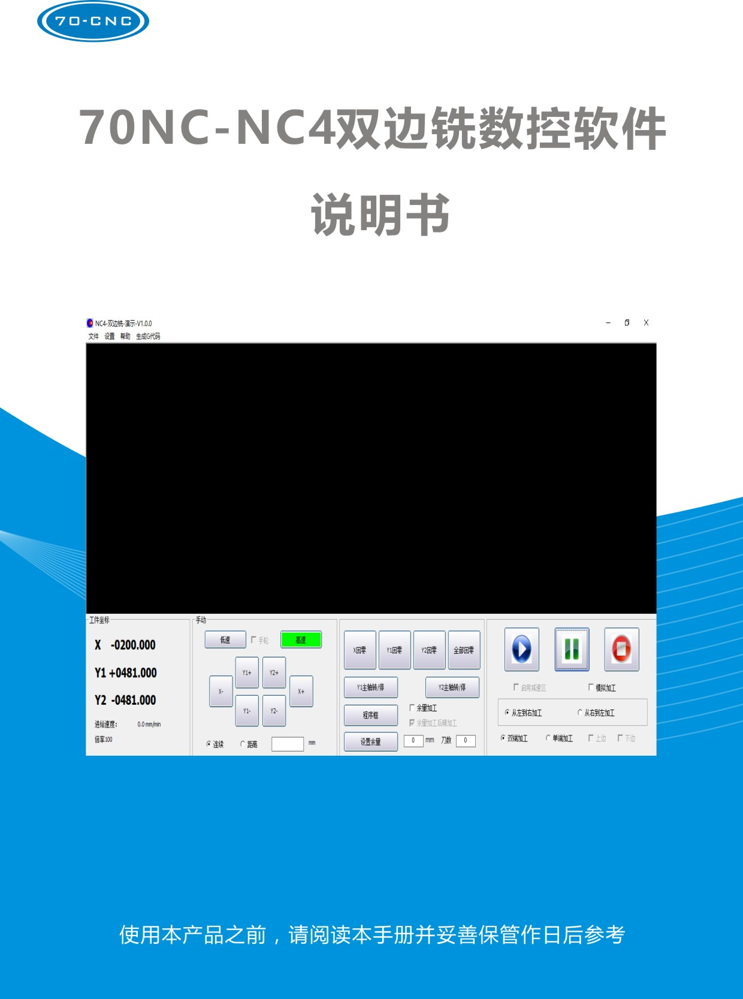 70-CNC
70NC-NC4双边铣数控软件
说明书
NC4-双边铣-演示-V1.0.0
文件 设置 帮助 生成G代码
工件坐标
X -0200.000
Y1 +0481.000
Y2 -0481.000
进给速度： 0.0 mm/min
倍率100
手动
低速 手轮 高速
Y1+ Y2+
X- X+
Y1- Y2-
连续 距离 mm
X回零 Y1回零 Y2回零 全部回零
Y1主轴转/停 Y2主轴转/停
程序框 余量加工
余量加工后精加工
设置余量 0 mm 刀数 0
启用减速区 模拟加工
从左到右加工 从右到左加工
双端加工 单端加工 上边 下边
使用本产品之前，请阅读本手册并妥善保管作日后参考